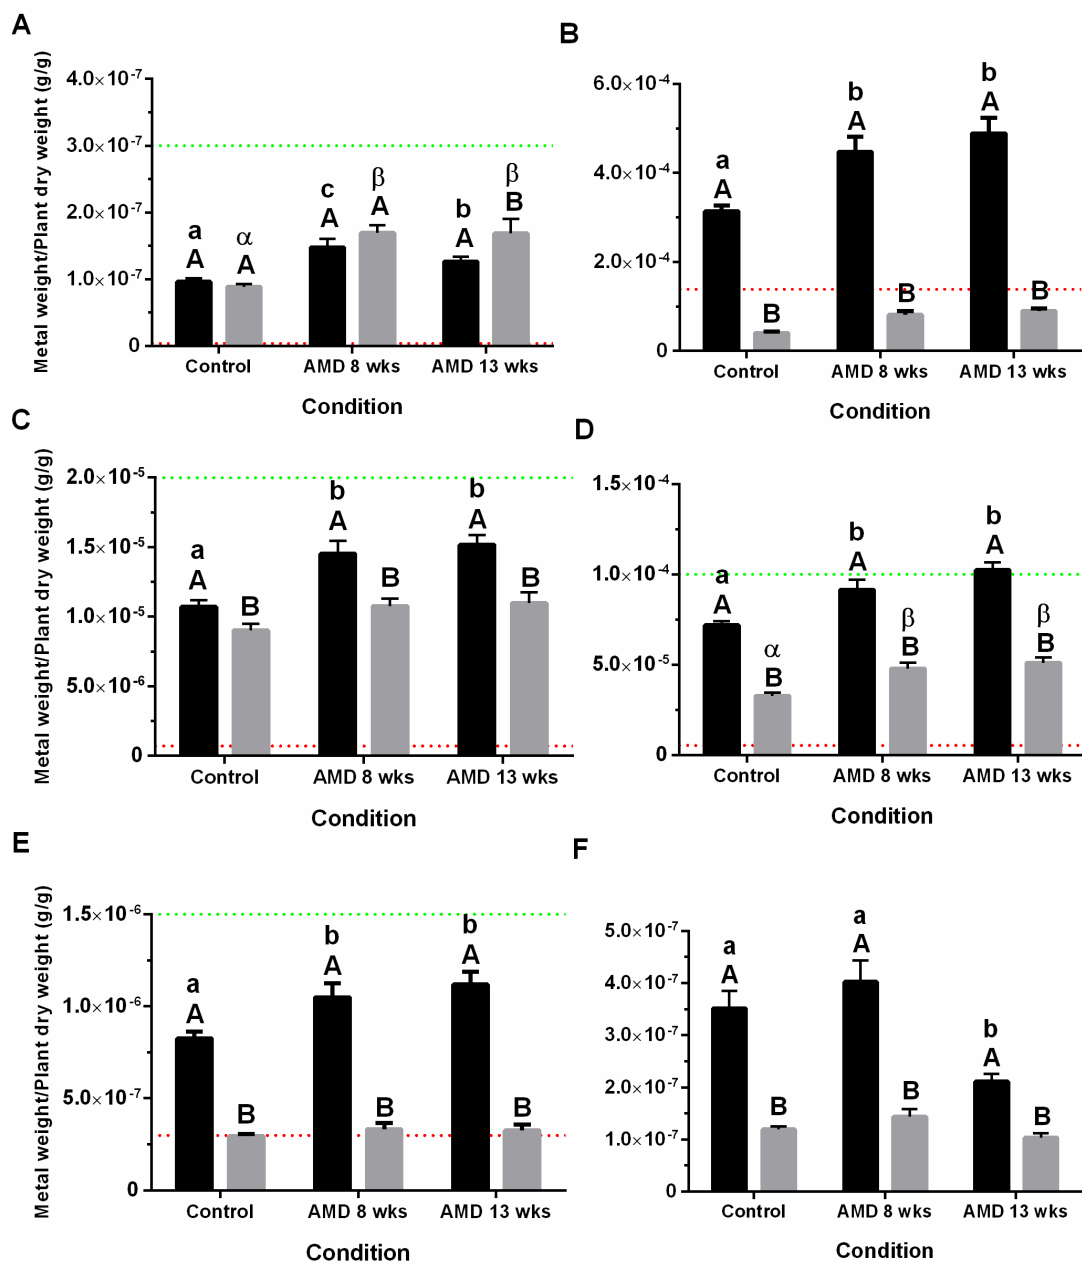 A
Metal weight/Plant dry weight (g/g)
4.0×10⁻⁷
3.0×10⁻⁷
2.0×10⁻⁷
1.0×10⁻⁷
0
a
A
α
A
c
A
β
A
b
A
β
B
Control AMD 8 wks AMD 13 wks
Condition
B
6.0×10⁻⁴
4.0×10⁻⁴
2.0×10⁻⁴
0
a
A
B
b
A
B
b
A
B
Control AMD 8 wks AMD 13 wks
Condition
C
Metal weight/Plant dry weight (g/g)
2.0×10⁻⁵
1.5×10⁻⁵
1.0×10⁻⁵
5.0×10⁻⁶
0
a
A
B
b
A
B
b
A
B
Control AMD 8 wks AMD 13 wks
Condition
D
1.5×10⁻⁴
1.0×10⁻⁴
5.0×10⁻⁵
0
a
A
α
B
b
A
β
B
b
A
β
B
Control AMD 8 wks AMD 13 wks
Condition
E
Metal weight/Plant dry weight (g/g)
1.5×10⁻⁶
1.0×10⁻⁶
5.0×10⁻⁷
0
a
A
B
b
A
B
b
A
B
Control AMD 8 wks AMD 13 wks
Condition
F
5.0×10⁻⁷
4.0×10⁻⁷
3.0×10⁻⁷
2.0×10⁻⁷
1.0×10⁻⁷
0
a
A
B
a
A
B
b
A
B
Control AMD 8 wks AMD 13 wks
Condition